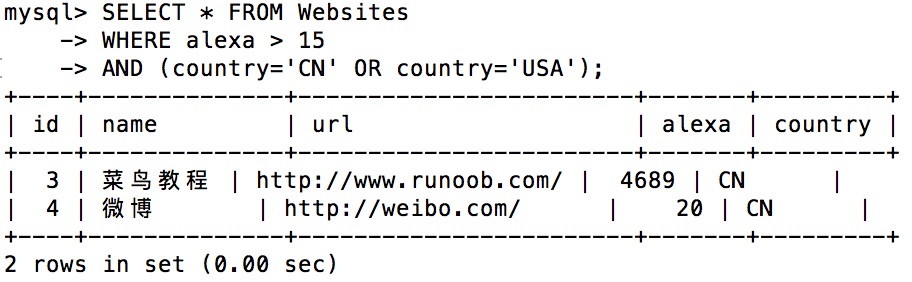 mysql> SELECT * FROM Websites
    -> WHERE alexa > 15
    -> AND (country='CN' OR country='USA');
+----+--------------+---------------------------+-------+---------+
| id | name         | url                       | alexa | country |
+----+--------------+---------------------------+-------+---------+
|  3 | 菜鸟教程 | http://www.runoob.com/ |  4689 | CN      |
|  4 | 微博       | http://weibo.com/       |    20 | CN      |
+----+--------------+---------------------------+-------+---------+
2 rows in set (0.00 sec)